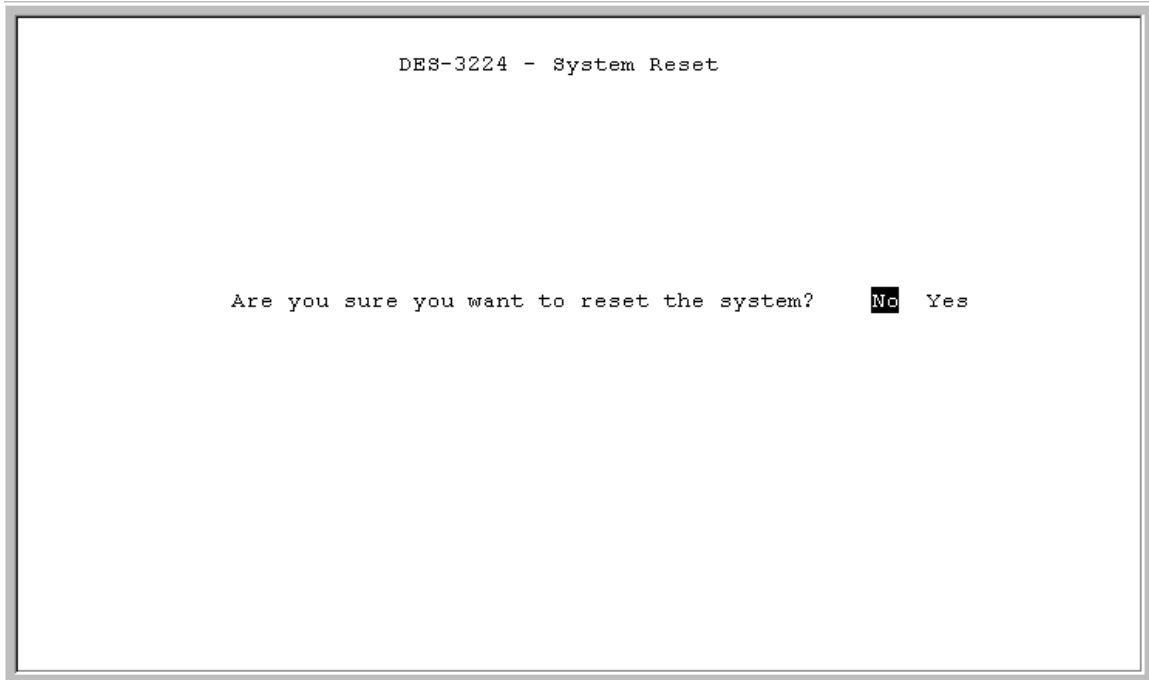 DES-3224 - System Reset
Are you sure you want to reset the system? No Yes